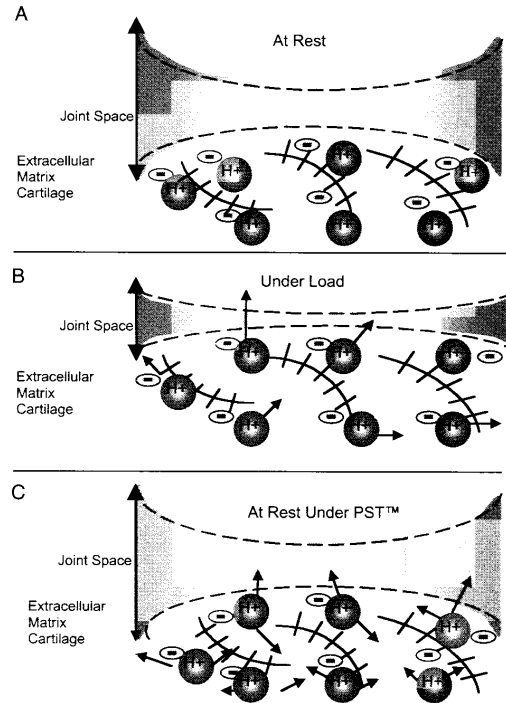 A
At Rest
Joint Space
Extracellular
Matrix
Cartilage
H+ H+ H+ H+
H+ H+ H+
B
Under Load
Joint Space
Extracellular
Matrix
Cartilage
H+ H+ H+
H+
H+ H+ H+
C
At Rest Under PST™
Joint Space
Extracellular
Matrix
Cartilage
H+ H+
H+
H+ H+ H+ H+